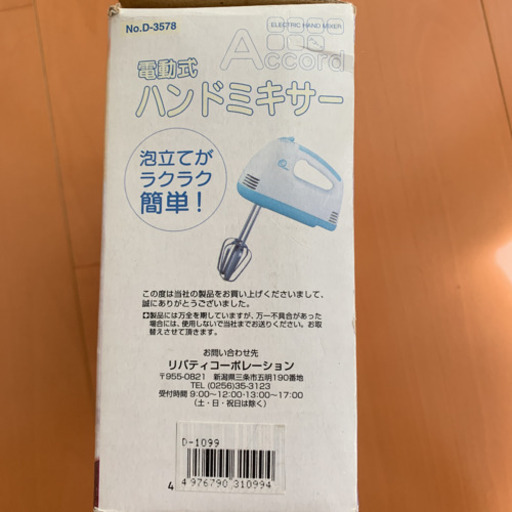 No.D-3578
ELECTRIC HAND MIXER
Accord
電動式
ハンドミキサー
泡立てが
ラクラク
簡単！
この度は当社の製品をお買い上げくださいまして、
誠にありがとうございました。
製品には万全を期していますが、万一不具合があった
場合には、使用しないで当社までお送りください。お取
替えさせて頂きます。
お問い合わせ先
リバティコーポレーション
〒955-0821 新潟県三条市五明190番地
TEL (0256)35-3123
受付時間 9:00～12:00・13:00～17:00
（土・日・祝日は除く）
D-1099
4 976790 310994